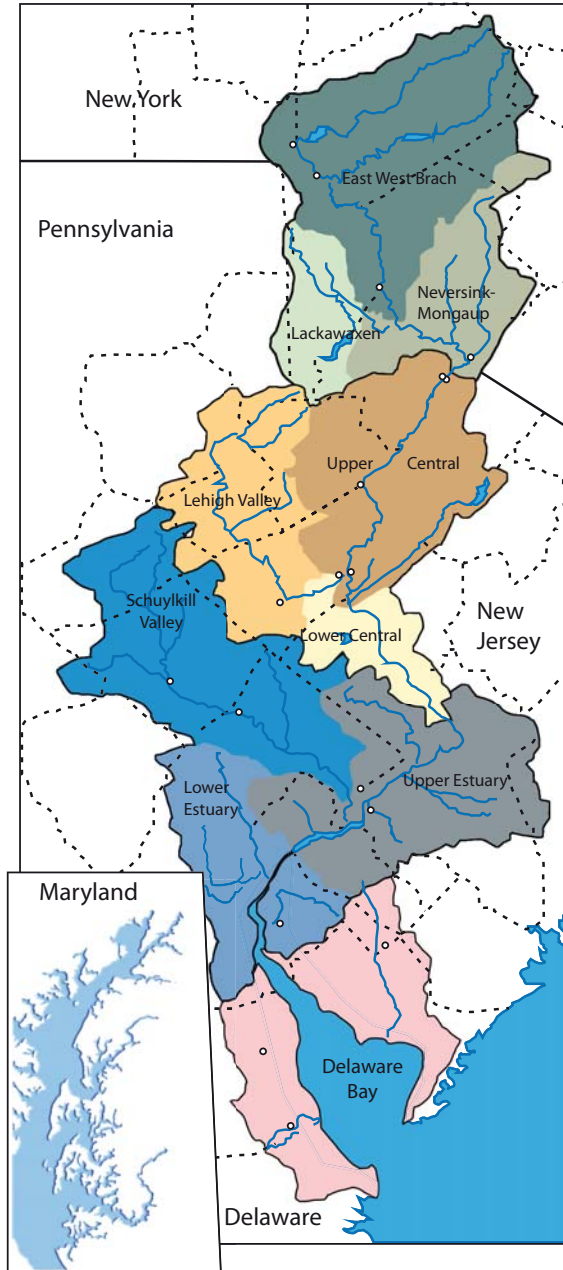 New York
East West Brach
Pennsylvania
Neversink-
Mongaup
Lackawaxen
Upper Central
Lehigh Valley
Schuylkill
Valley
New
Jersey
Lower Central
Lower
Estuary
Upper Estuary
Maryland
Delaware
Bay
Delaware